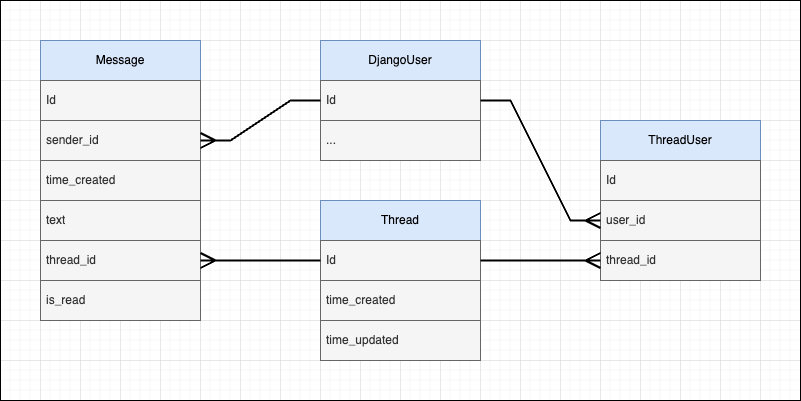 Message
Id
sender_id
time_created
text
thread_id
is_read
DjangoUser
Id
...
Thread
Id
time_created
time_updated
ThreadUser
Id
user_id
thread_id